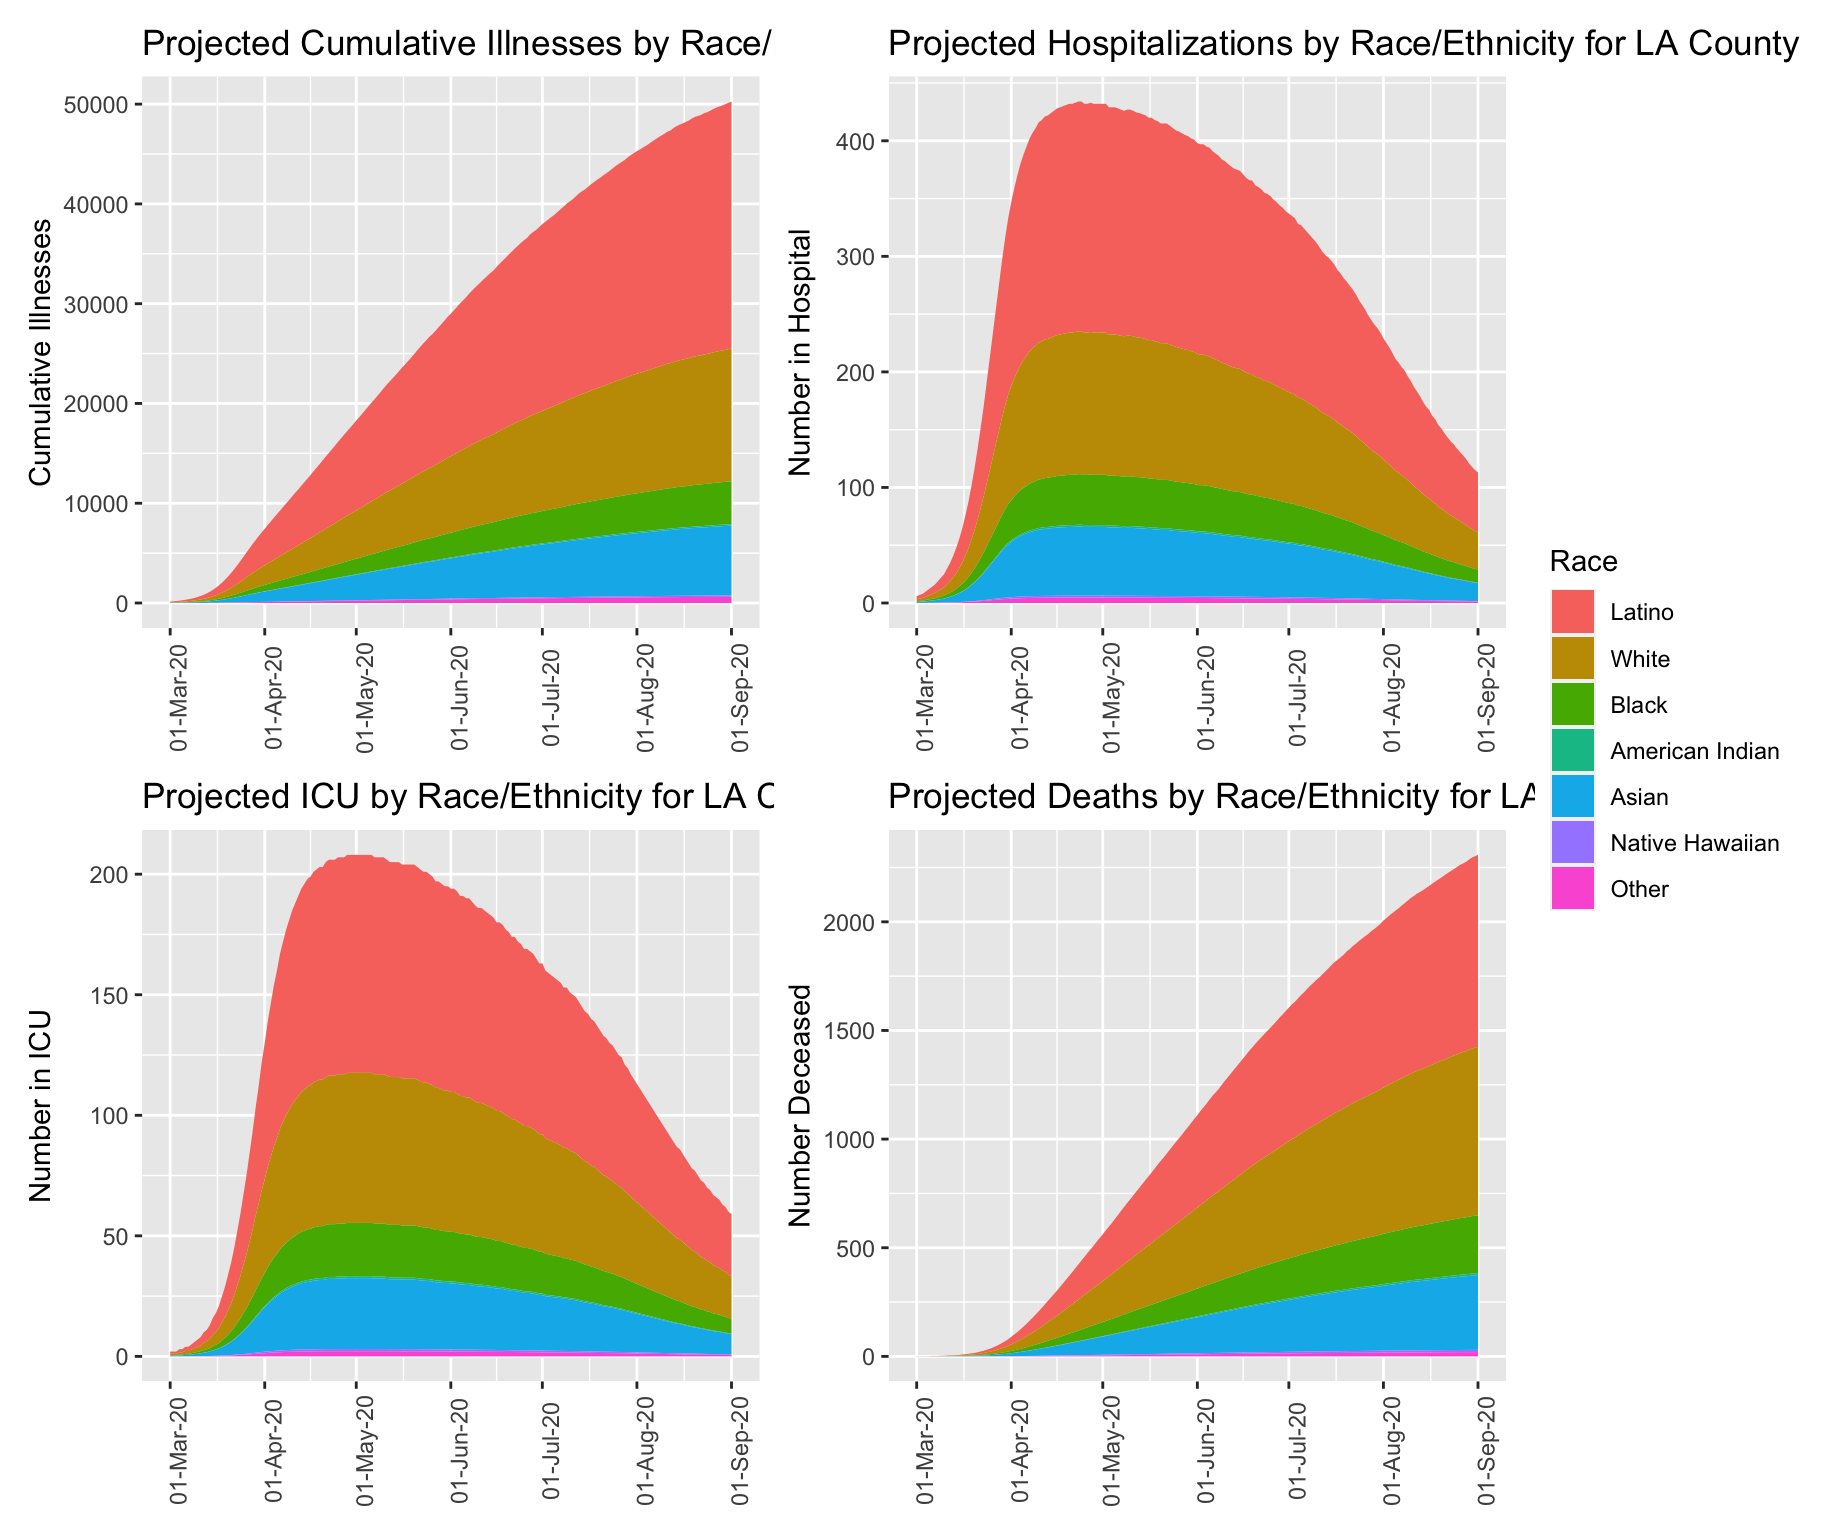 Projected Cumulative Illnesses by Race/
Cumulative Illnesses
50000
40000
30000
20000
10000
0
01-Mar-20
01-Apr-20
01-May-20
01-Jun-20
01-Jul-20
01-Aug-20
01-Sep-20
Projected Hospitalizations by Race/Ethnicity for LA County
Number in Hospital
400
300
200
100
0
01-Mar-20
01-Apr-20
01-May-20
01-Jun-20
01-Jul-20
01-Aug-20
01-Sep-20
Projected ICU by Race/Ethnicity for LA C
Number in ICU
200
150
100
50
0
01-Mar-20
01-Apr-20
01-May-20
01-Jun-20
01-Jul-20
01-Aug-20
01-Sep-20
Projected Deaths by Race/Ethnicity for LA
Number Deceased
2000
1500
1000
500
0
01-Mar-20
01-Apr-20
01-May-20
01-Jun-20
01-Jul-20
01-Aug-20
01-Sep-20
Race
Latino
White
Black
American Indian
Asian
Native Hawaiian
Other